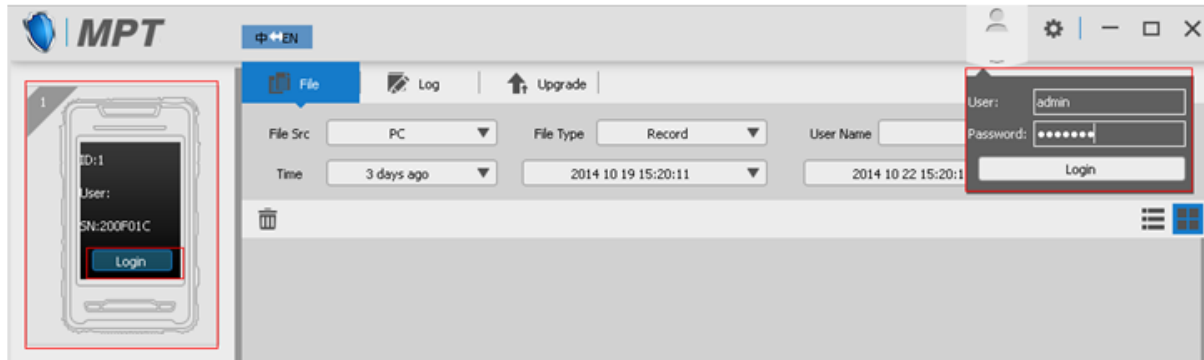 MPT
中↔EN
1
ID:1
User:
SN:200F01C
Login
File
Log
Upgrade
File Src
PC
File Type
Record
User Name
Time
3 days ago
2014 10 19 15:20:11
2014 10 22 15:20:1
User:
admin
Password:
•••••••
Login